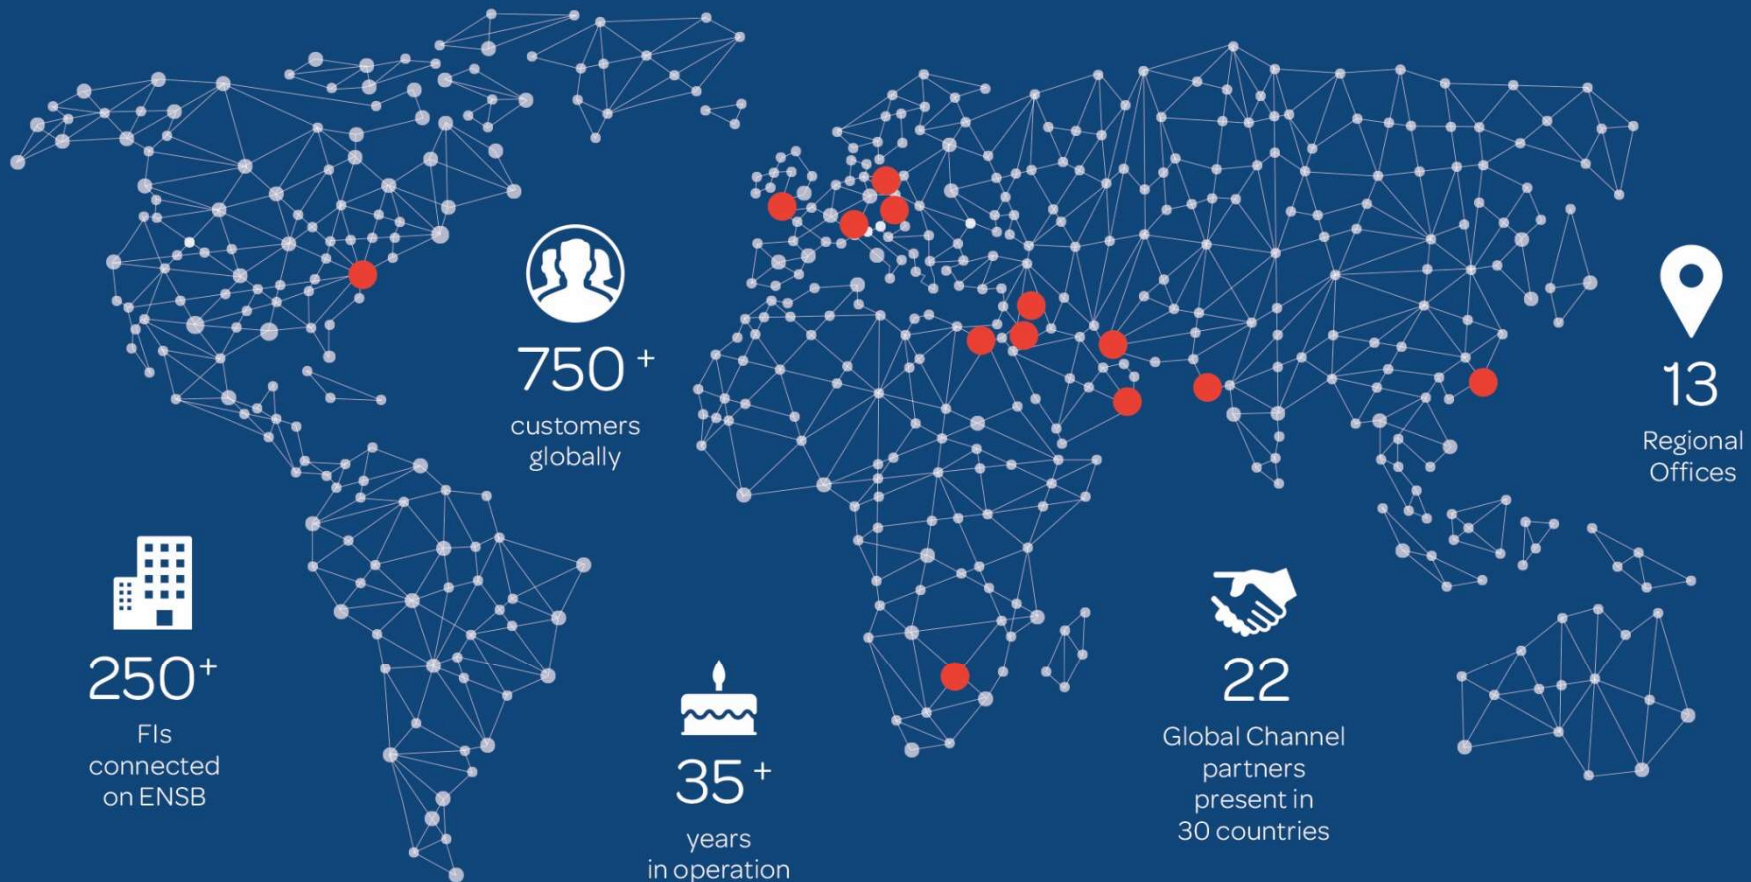 750+
customers
globally
13
Regional
Offices
250+
FIs
connected
on ENSB
35+
years
in operation
22
Global Channel
partners
present in
30 countries